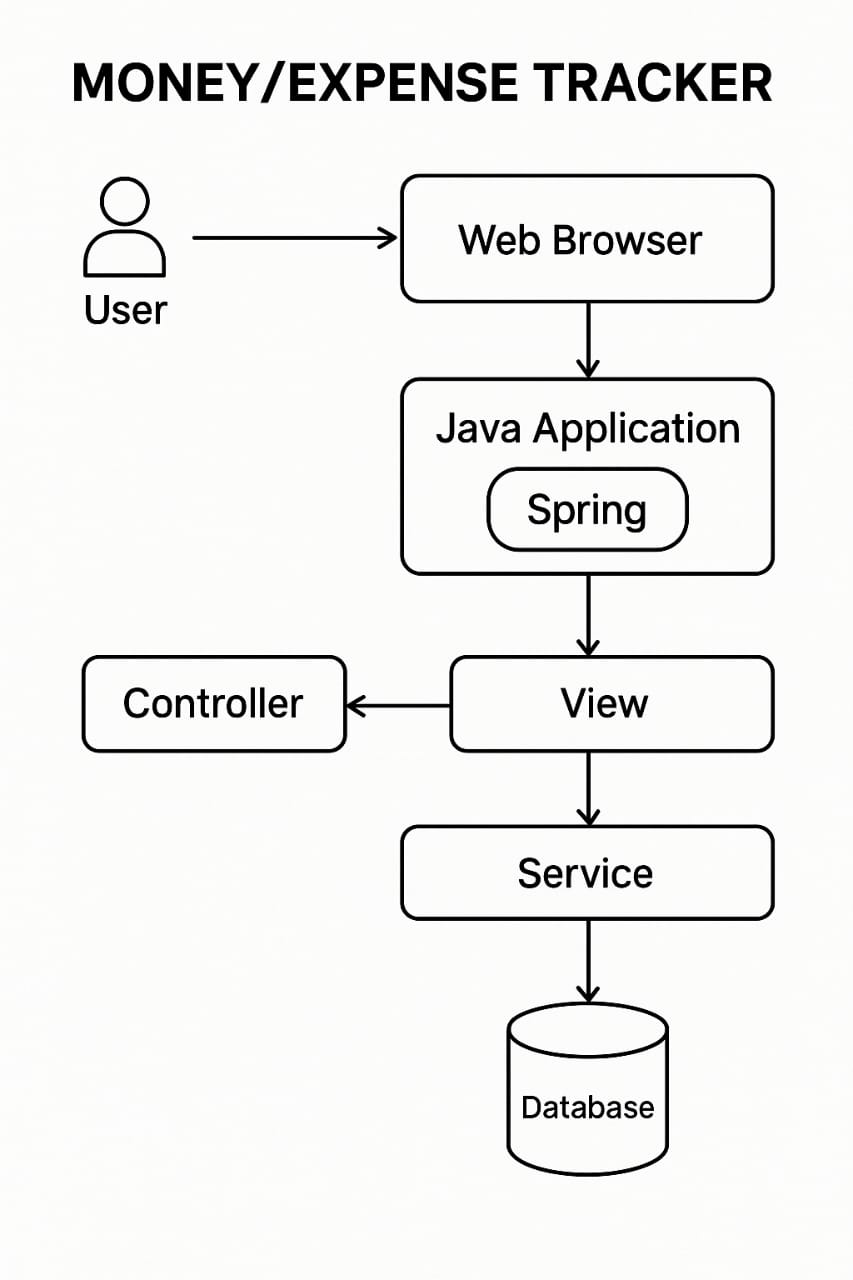 MONEY/EXPENSE TRACKER
User
Web Browser
Java Application
Spring
Controller
View
Service
Database